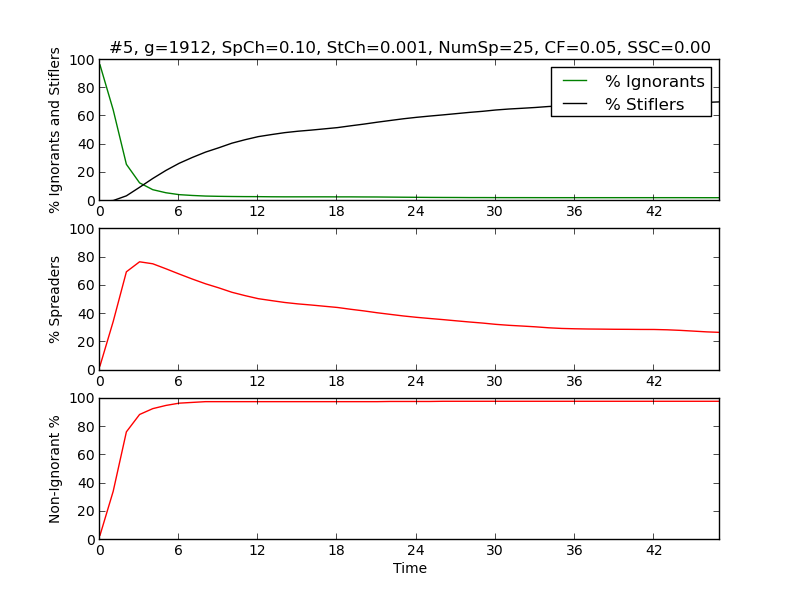 #5, g=1912, SpCh=0.10, StCh=0.001, NumSp=25, CF=0.05, SSC=0.00
% Ignorants and Stiflers
100
80
60
40
20
0
% Ignorants
% Stiflers
0 6 12 18 24 30 36 42
% Spreaders
100
80
60
40
20
0
0 6 12 18 24 30 36 42
Non-Ignorant %
100
80
60
40
20
0
0 6 12 18 24 30 36 42
Time